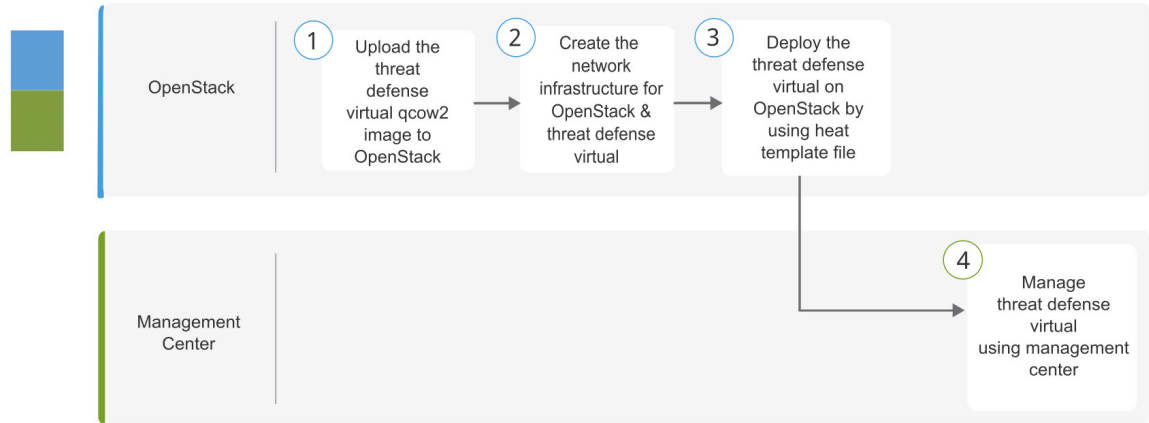 OpenStack
1
Upload the
threat
defense
virtual qcow2
image to
OpenStack
2
Create the
network
infrastructure for
OpenStack &
threat defense
virtual
3
Deploy the
threat defense
virtual on
OpenStack by
using heat
template file
Management
Center
4
Manage
threat defense
virtual
using management
center